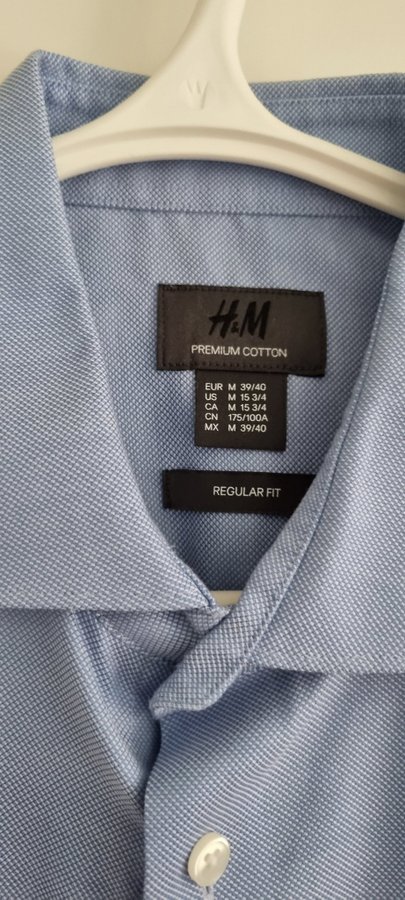 H&M
PREMIUM COTTON
EUR M 39/40
US M 15 3/4
CA M 15 3/4
CN 175/100A
MX M 39/40
REGULAR FIT